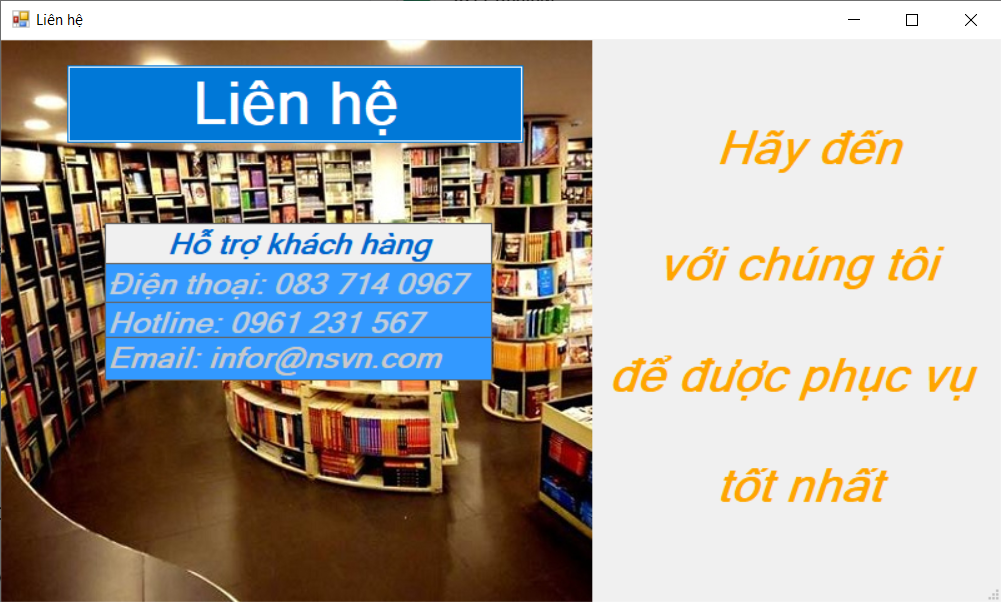 Liên hệ
Liên hệ
Hỗ trợ khách hàng
Điện thoại: 083 714 0967
Hotline: 0961 231 567
Email: infor@nsvn.com
Hãy đến
với chúng tôi
để được phục vụ
tốt nhất